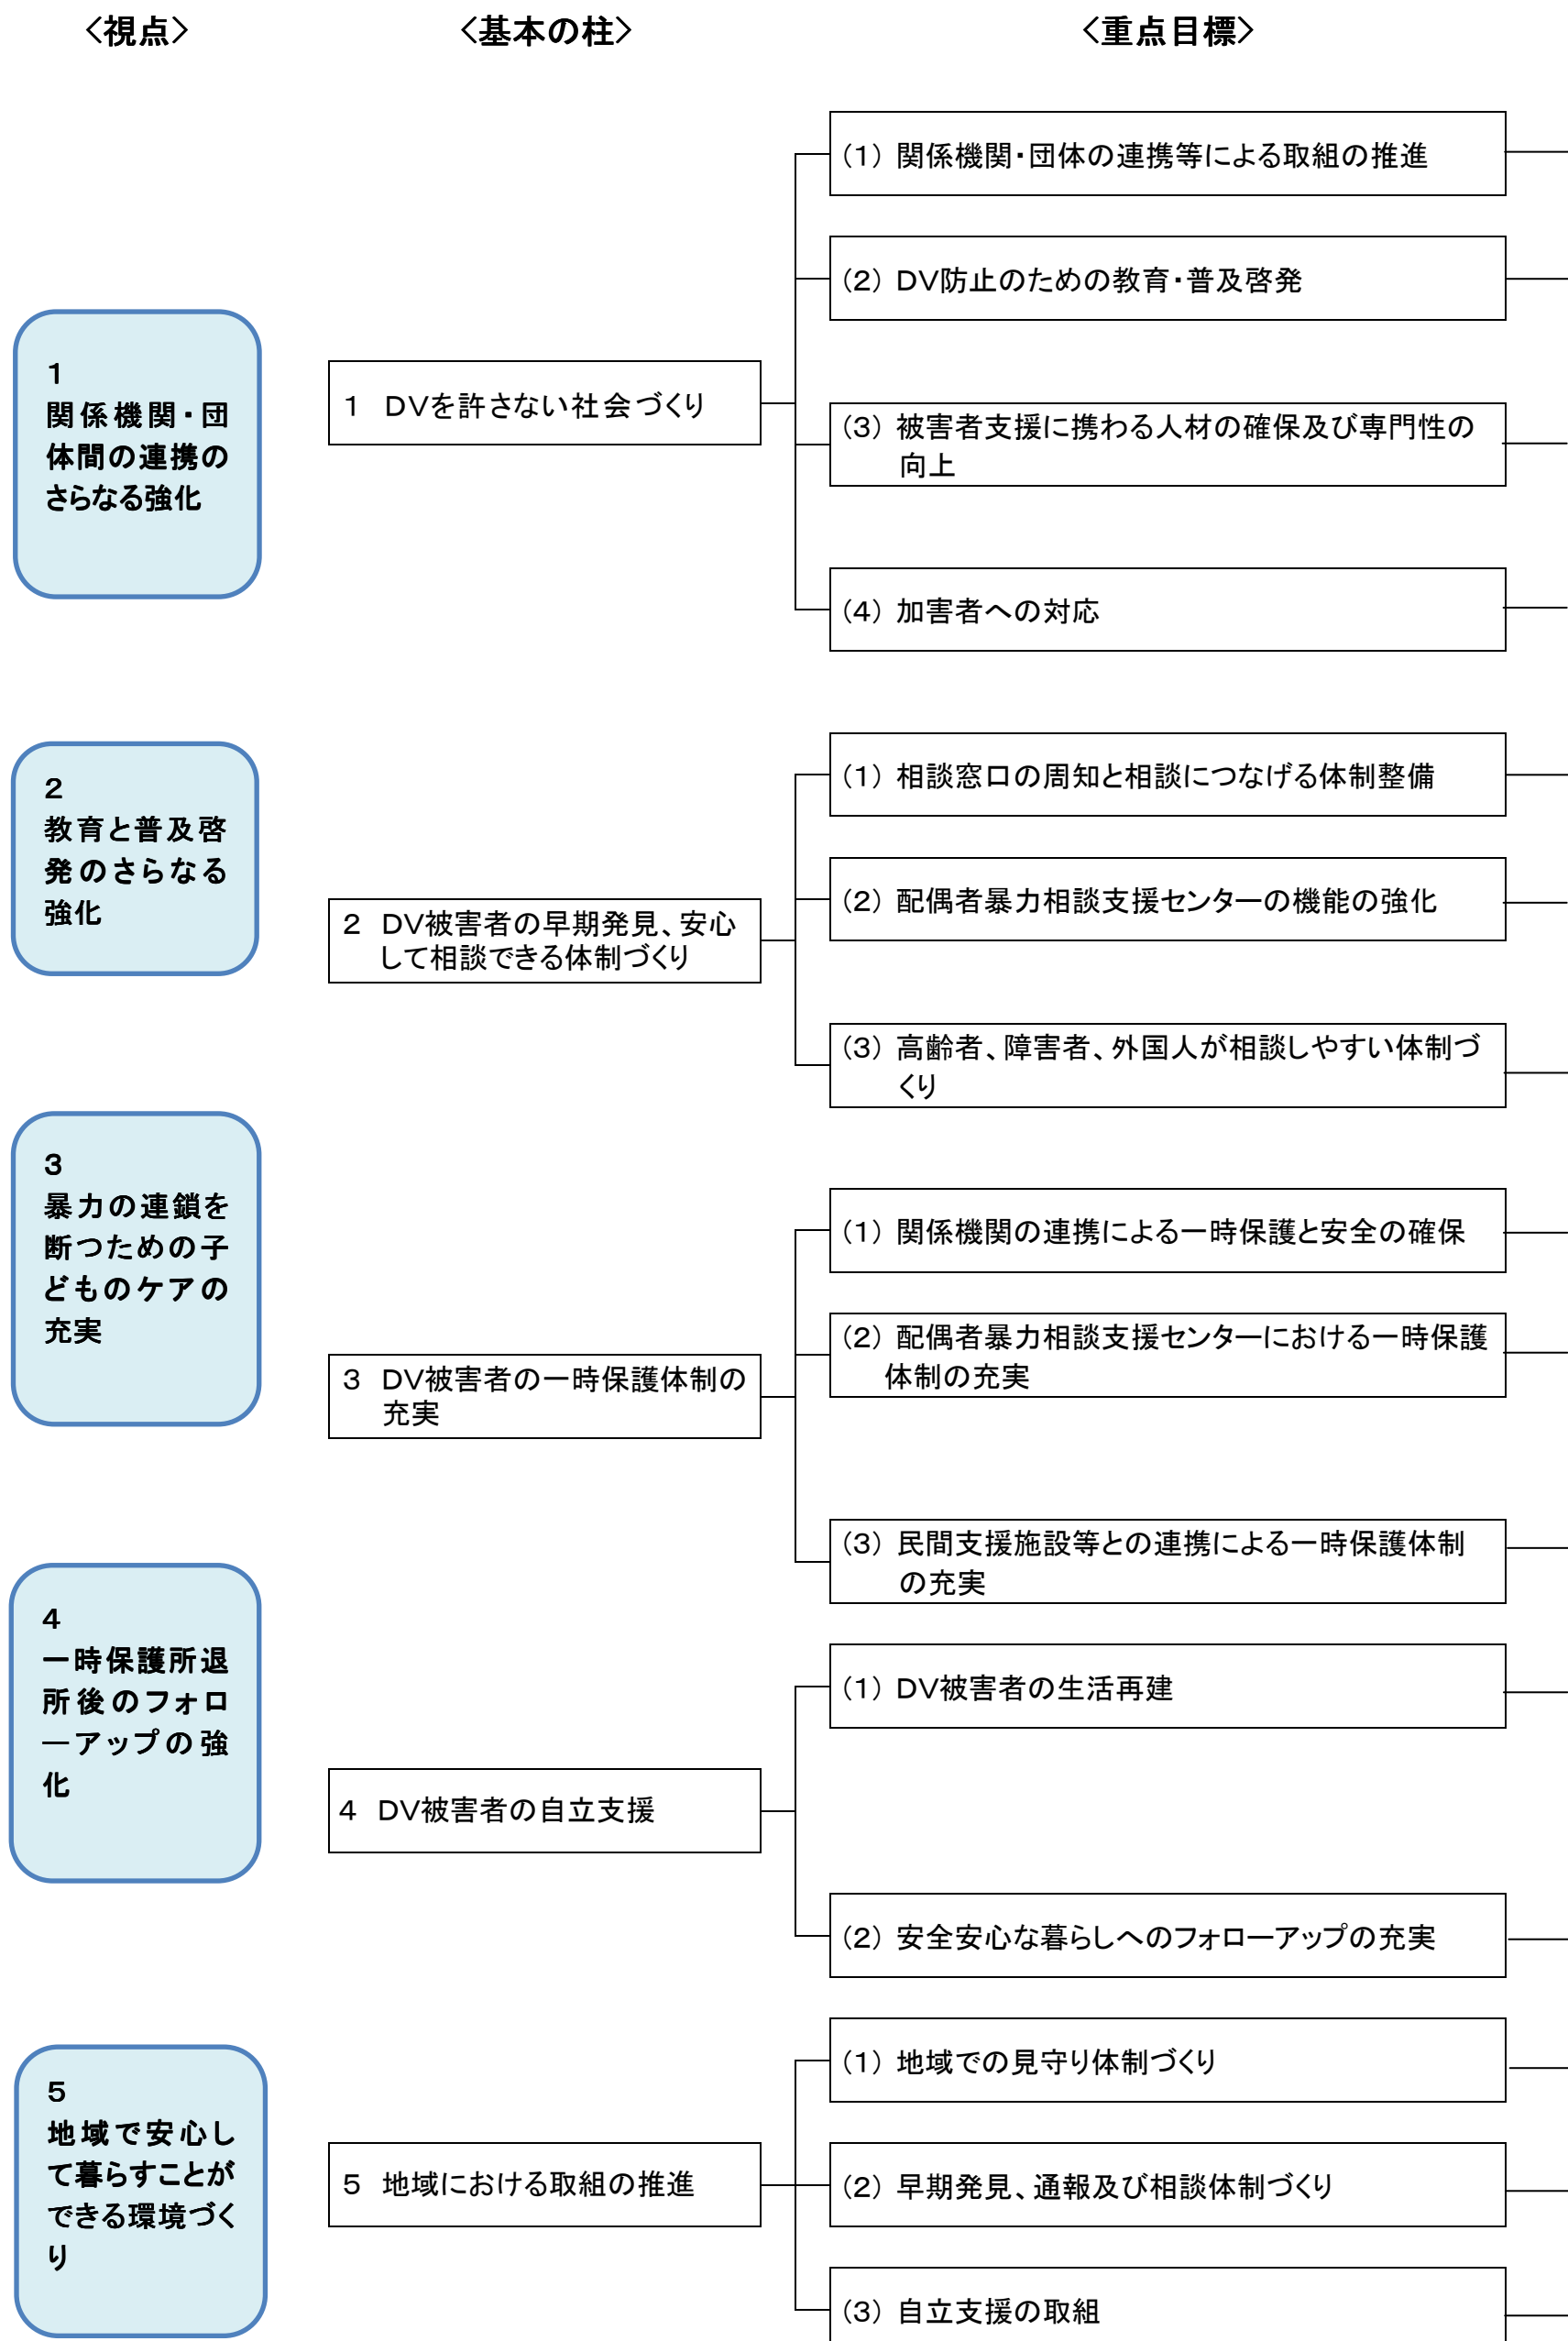 <視点>
<基本の柱>
<重点目標>
1
関係機関・団
体間の連携の
さらなる強化
2
教育と普及啓
発のさらなる
強化
3
暴力の連鎖を
断つための子
どものケアの
充実
4
一時保護所退
所後のフォロ
ーアップの強
化
5
地域で安心し
て暮らすことが
できる環境づく
り
1 DVを許さない社会づくり
(1) 関係機関・団体の連携等による取組の推進
(2) DV防止のための教育・普及啓発
(3) 被害者支援に携わる人材の確保及び専門性の
向上
(4) 加害者への対応
2 DV被害者の早期発見、安心
して相談できる体制づくり
(1) 相談窓口の周知と相談につなげる体制整備
(2) 配偶者暴力相談支援センターの機能の強化
(3) 高齢者、障害者、外国人が相談しやすい体制づ
くり
3 DV被害者の一時保護体制の
充実
(1) 関係機関の連携による一時保護と安全の確保
(2) 配偶者暴力相談支援センターにおける一時保護
体制の充実
(3) 民間支援施設等との連携による一時保護体制
の充実
4 DV被害者の自立支援
(1) DV被害者の生活再建
(2) 安全安心な暮らしへのフォローアップの充実
5 地域における取組の推進
(1) 地域での見守り体制づくり
(2) 早期発見、通報及び相談体制づくり
(3) 自立支援の取組